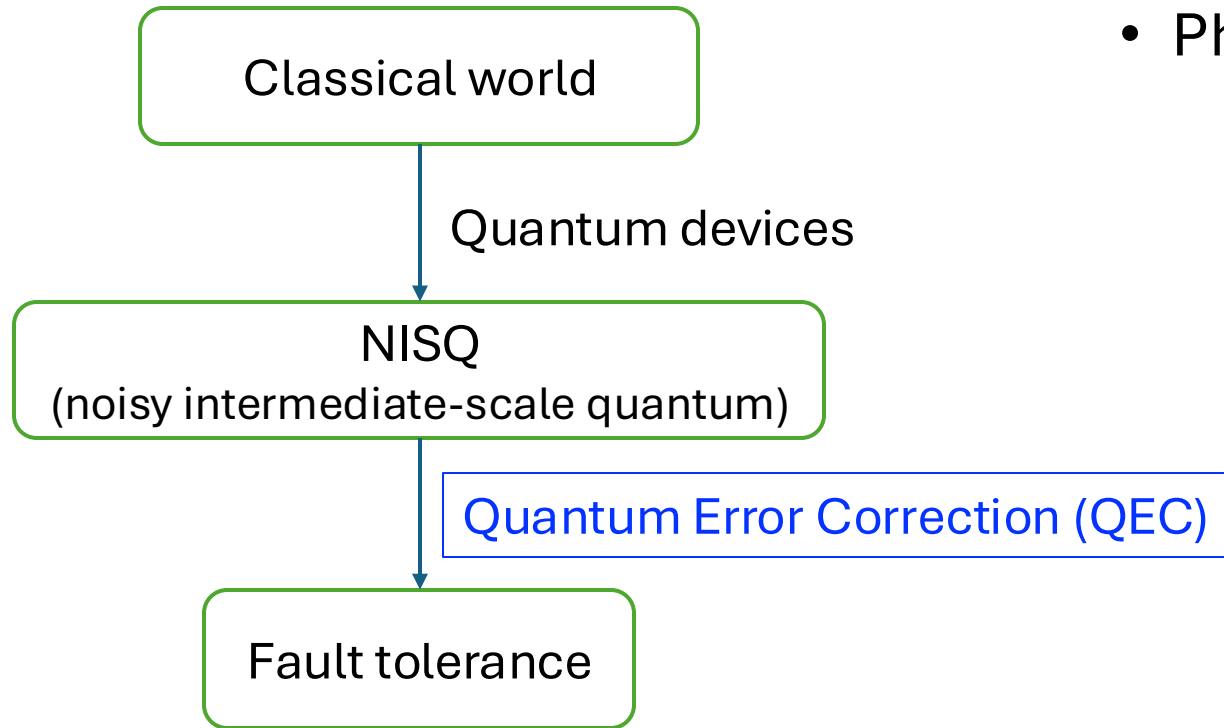 Classical world
Quantum devices
NISQ
(noisy intermediate-scale quantum)
Quantum Error Correction (QEC)
Fault tolerance